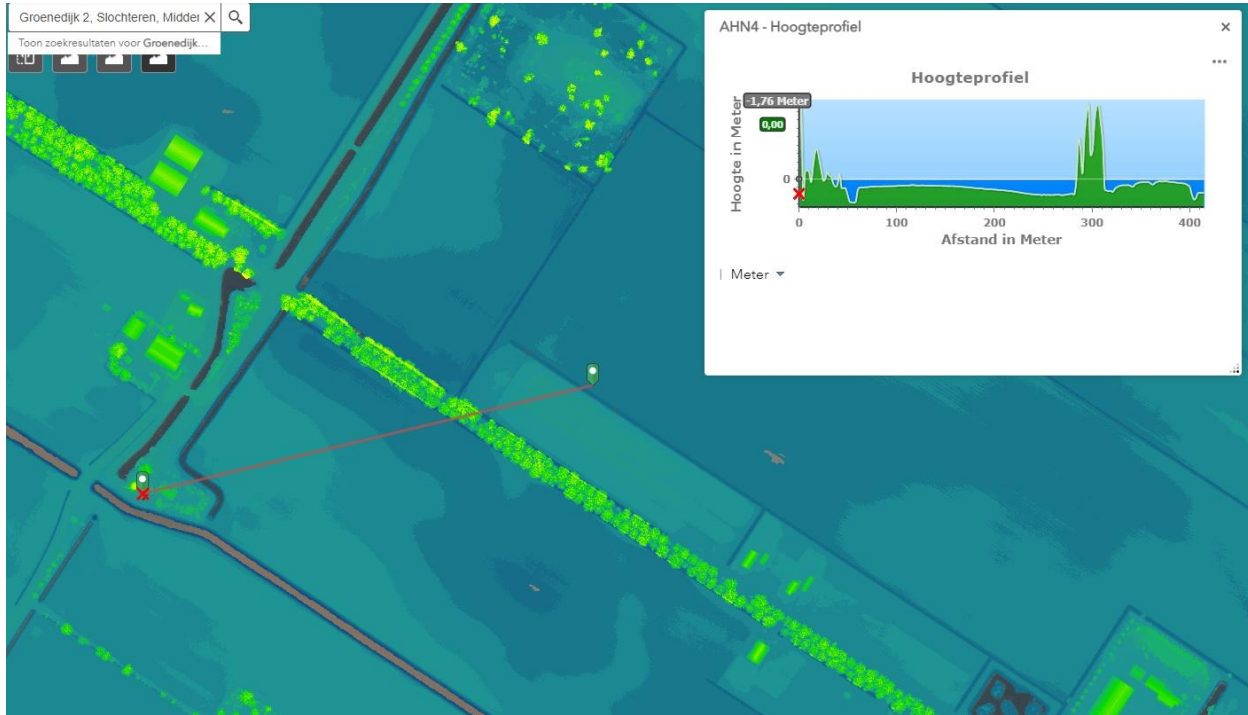 Groenedijk 2, Slochteren, Midder
Toon zoekresultaten voor Groenedijk...
AHN4 - Hoogteprofiel
Hoogteprofiel
-1,76 Meter
0,00
Hoogte in Meter
0
0 100 200 300 400
Afstand in Meter
Meter